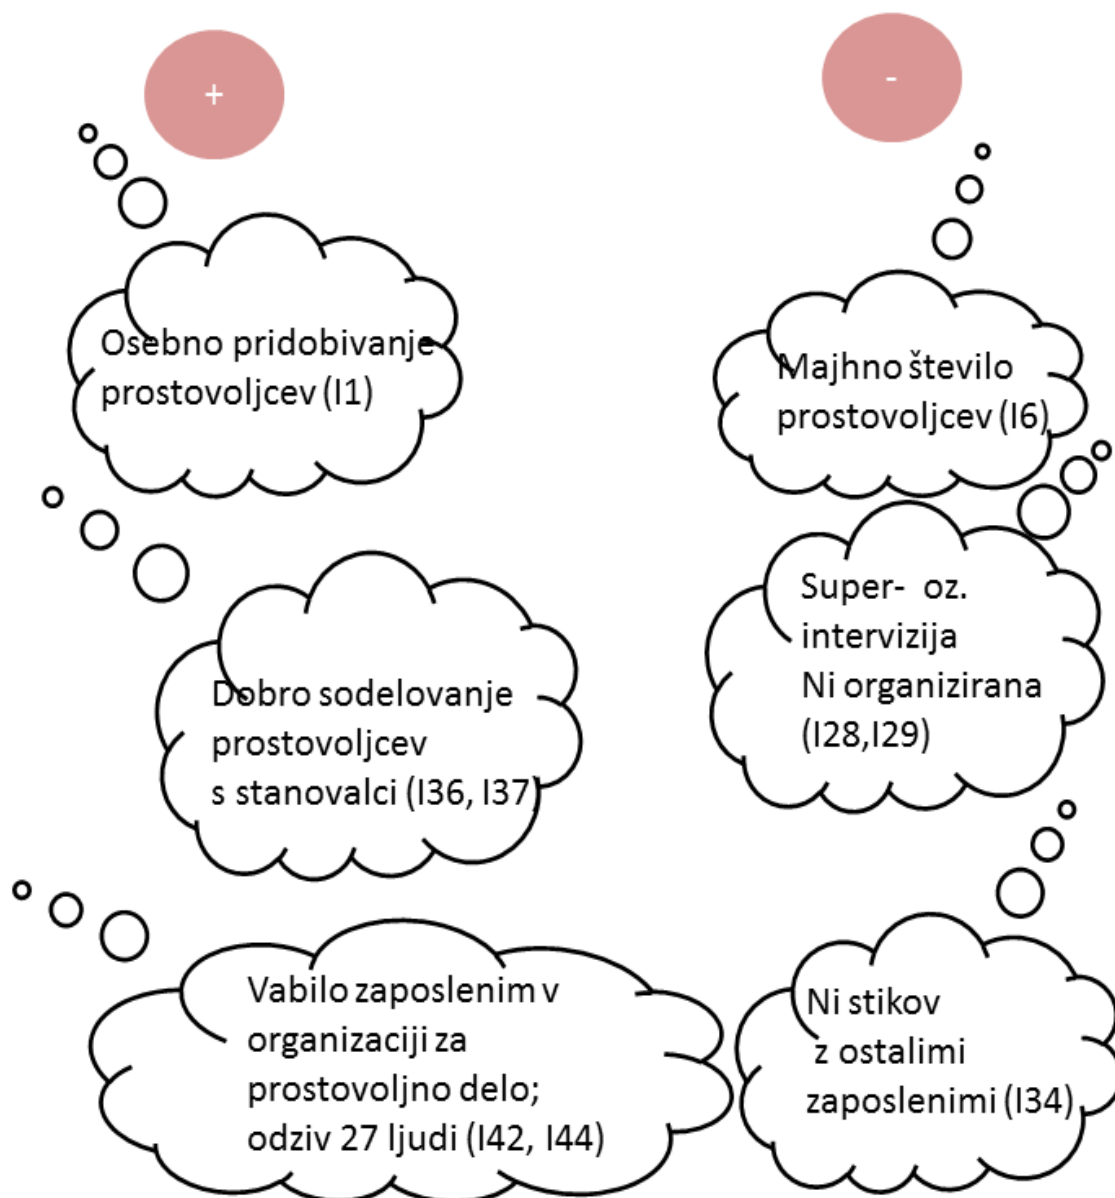 +
Osebno pridobivanje
prostovoljcev (I1)
Dobro sodelovanje
prostovoljcev
s stanovalci (I36, I37)
Vabilo zaposlenim v
organizaciji za
prostovoljno delo;
odziv 27 ljudi (I42, I44)
-
Majhno število
prostovoljcev (I6)
Super- oz.
intervizija
Ni organizirana
(I28,I29)
Ni stikov
z ostalimi
zaposlenimi (I34)